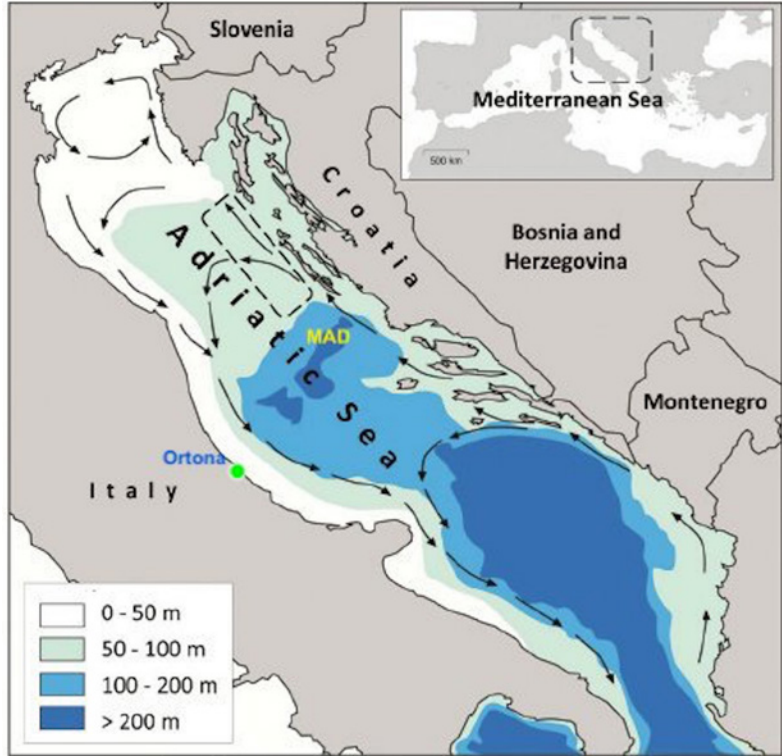 Slovenia
Mediterranean Sea
500 km
Croatia
Bosnia and
Herzegovina
Adriatic Sea
MAD
Montenegro
Ortona
Italy
0 - 50 m
50 - 100 m
100 - 200 m
> 200 m